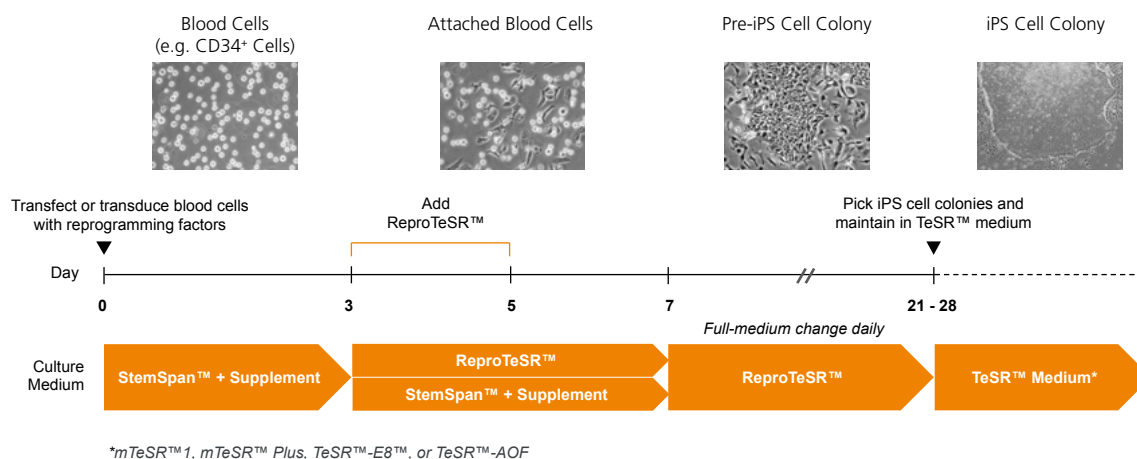 Blood Cells
(e.g. CD34⁺ Cells)
Attached Blood Cells
Pre-iPS Cell Colony
iPS Cell Colony
Transfect or transduce blood cells
with reprogramming factors
Add
ReproTeSR™
Pick iPS cell colonies and
maintain in TeSR™ medium
Day
0
3
5
7
21 - 28
Full-medium change daily
Culture
Medium
StemSpan™ + Supplement
ReproTeSR™
StemSpan™ + Supplement
ReproTeSR™
TeSR™ Medium*
*mTeSR™1, mTeSR™ Plus, TeSR™-E8™, or TeSR™-AOF